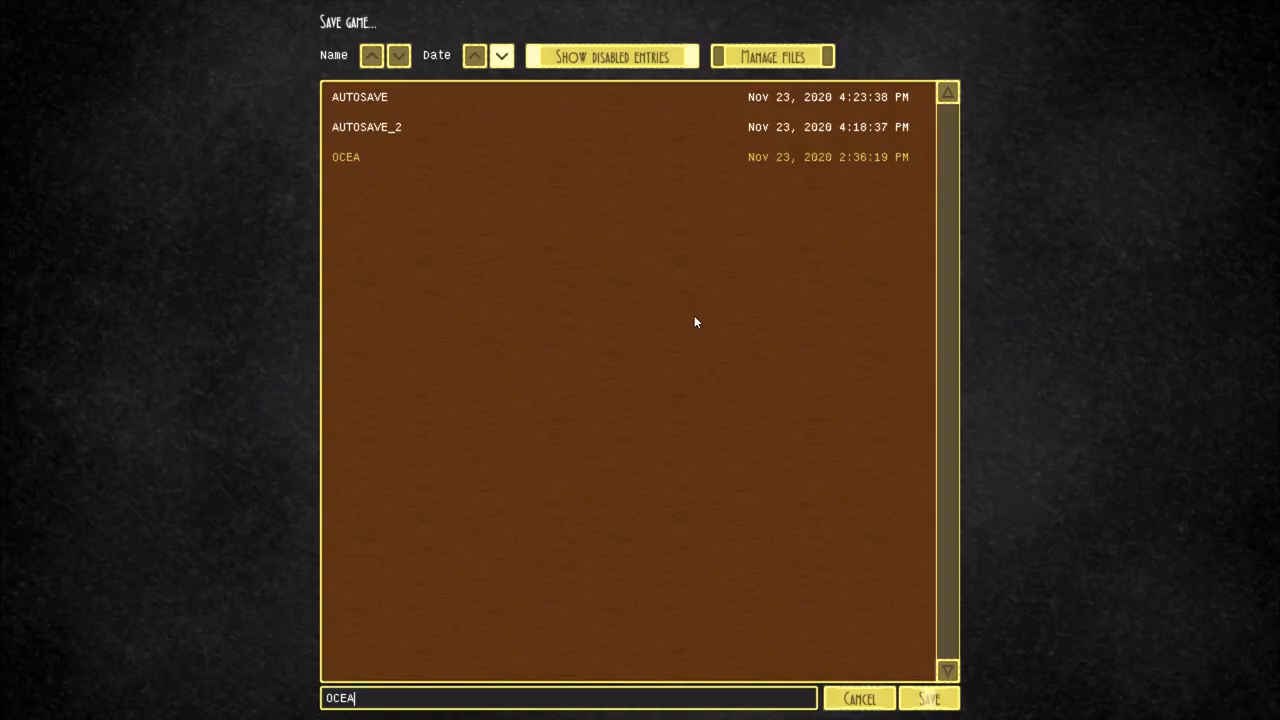 Save game...
Name Date Show disabled entries Manage files
AUTOSAVE Nov 23, 2020 4:23:38 PM
AUTOSAVE_2 Nov 23, 2020 4:18:37 PM
OCEA Nov 23, 2020 2:36:19 PM
OCEA Cancel Save